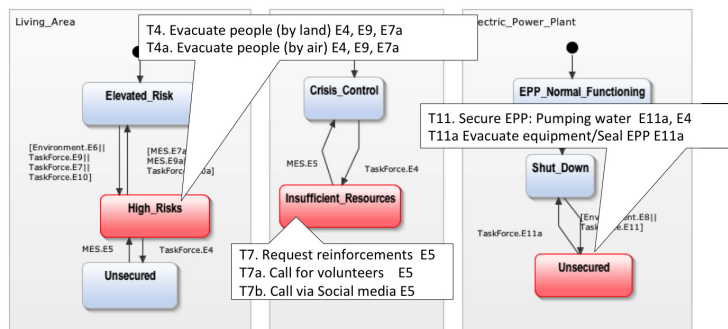 Living_Area
T4. Evacuate people (by land) E4, E9, E7a
T4a. Evacuate people (by air) E4, E9, E7a
ectric_Power_Plant
Elevated_Risk
Crisis_Control
EPP_Normal_Functioning
T11. Secure EPP: Pumping water E11a, E4
T11a Evacuate equipment/Seal EPP E11a
[Environment.E6||
TaskForce.E9||
TaskForce.E7||
TaskForce.E10]
[MES.E7a
MES.E9a
TaskForce. 0a]
MES.E5
TaskForce.E4
Shut_Down
High_Risks
Insufficient_Resources
[Env ent.E8||
Tas e.E11]
TaskForce.E11a
MES.E5
TaskForce.E4
T7. Request reinforcements E5
T7a. Call for volunteers E5
T7b. Call via Social media E5
Unsecured
Unsecured